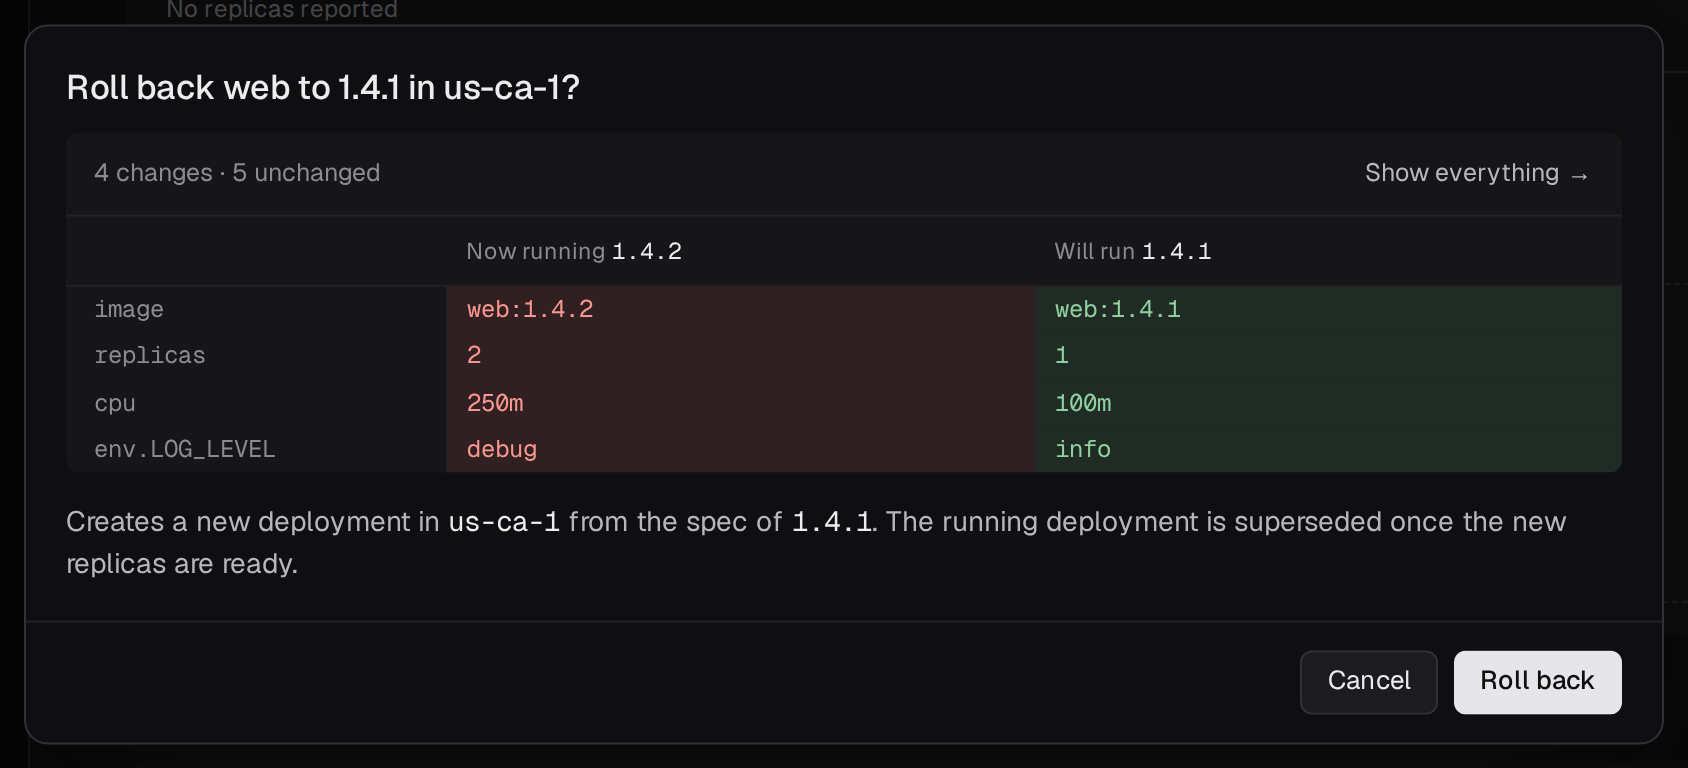 No replicas reported
Roll back web to 1.4.1 in us-ca-1?
4 changes · 5 unchanged
Show everything →
Now running 1.4.2
Will run 1.4.1
image web:1.4.2 web:1.4.1
replicas 2 1
cpu 250m 100m
env.LOG_LEVEL debug info
Creates a new deployment in us-ca-1 from the spec of 1.4.1. The running deployment is superseded once the new
replicas are ready.
Cancel
Roll back